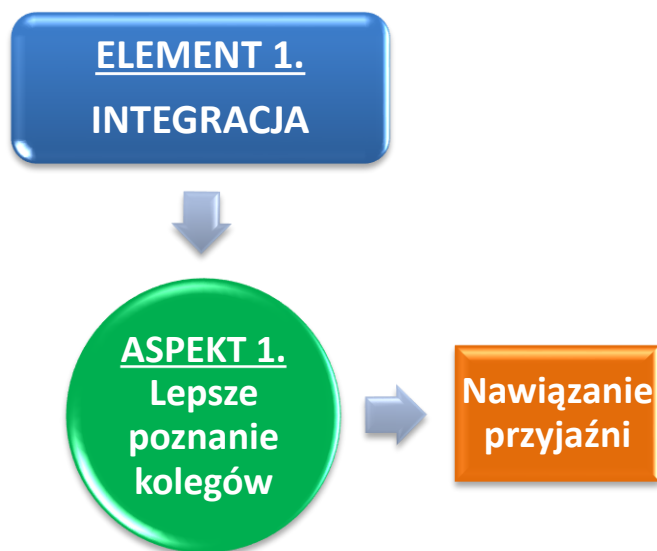 ELEMENT 1.
INTEGRACJA
ASPEKT 1.
Lepsze
poznanie
kolegów
Nawiązanie
przyjaźni